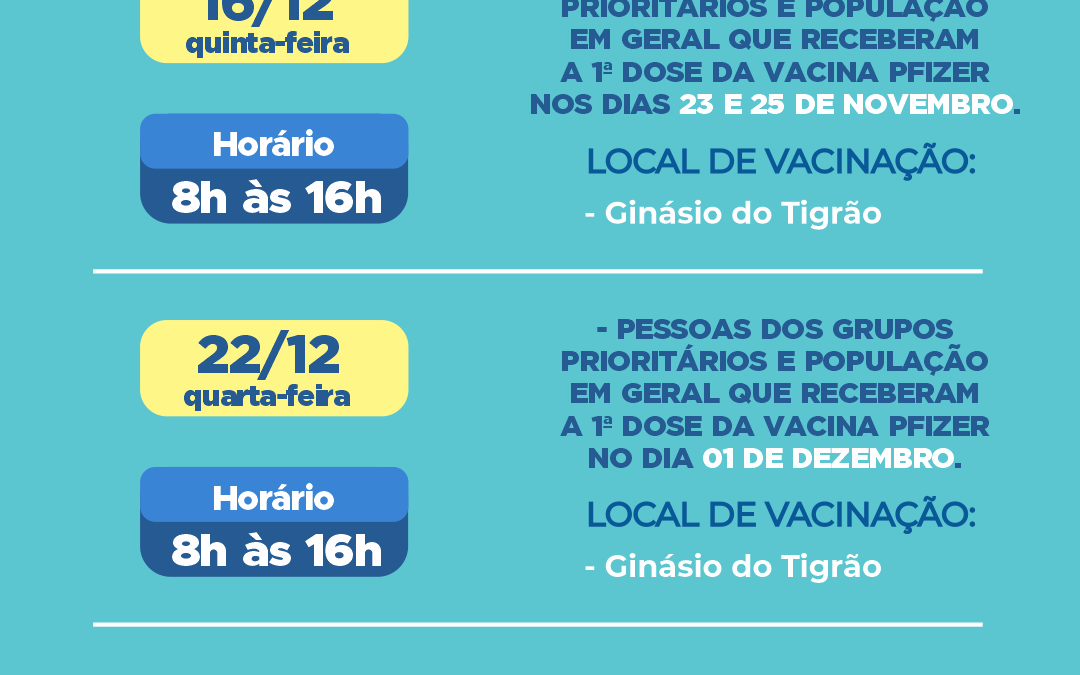 16/12
quinta-feira
Horário
8h às 16h
PRIORITÁRIOS E POPULAÇÃO
EM GERAL QUE RECEBERAM
A 1ª DOSE DA VACINA PFIZER
NOS DIAS 23 E 25 DE NOVEMBRO.
LOCAL DE VACINAÇÃO:
- Ginásio do Tigrão
22/12
quarta-feira
Horário
8h às 16h
- PESSOAS DOS GRUPOS
PRIORITÁRIOS E POPULAÇÃO
EM GERAL QUE RECEBERAM
A 1ª DOSE DA VACINA PFIZER
NO DIA 01 DE DEZEMBRO.
LOCAL DE VACINAÇÃO:
- Ginásio do Tigrão